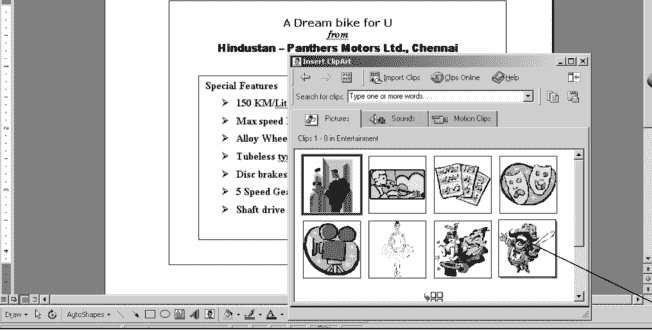 A Dream bike for U
from
Hindustan – Panthers Motors Ltd., Chennai
Insert ClipArt
Import Clips Clips Online Help
Search for clips: Type one or more words. . .
Pictures Sounds Motion Clips
Clips 1 - 8 in Entertainment
Special Features
150 KM/Lit
Max speed
Alloy Whee
Tubeless ty
Disc brakes
5 Speed Gea
Shaft drive
Draw AutoShapes